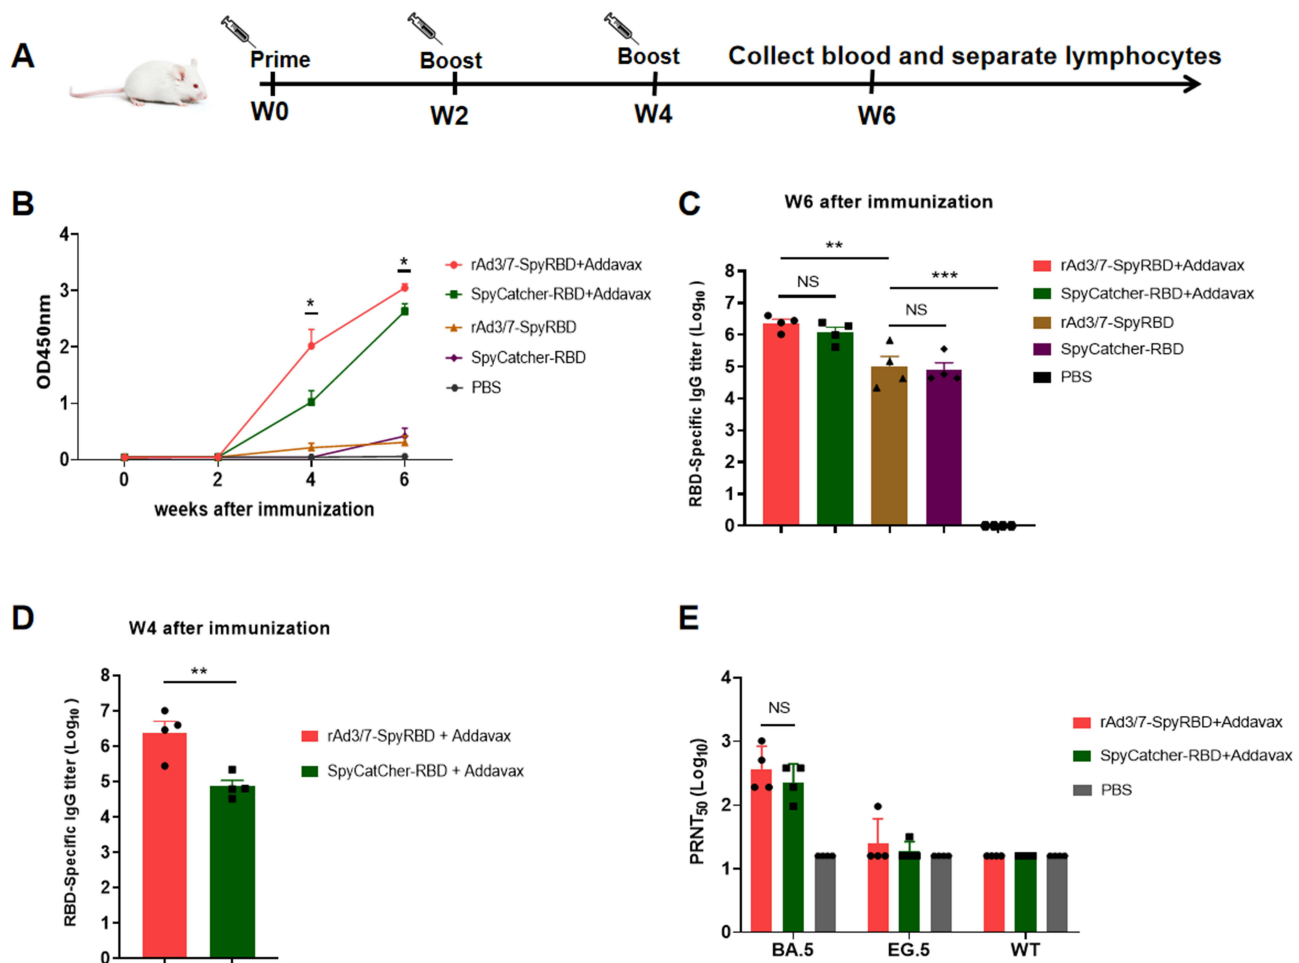 A
Prime
Boost
Boost
Collect blood and separate lymphocytes
W0
W2
W4
W6
B
4
3
2
1
0
OD450nm
*
*
0
2
4
6
weeks after immunization
rAd3/7-SpyRBD+Addavax
SpyCatcher-RBD+Addavax
rAd3/7-SpyRBD
SpyCatcher-RBD
PBS
C
W6 after immunization
RBD-Specific IgG titer (Log10 )
8
7
6
5
4
3
2
1
0
**
NS
***
NS
rAd3/7-SpyRBD+Addavax
SpyCatcher-RBD+Addavax
rAd3/7-SpyRBD
SpyCatcher-RBD
PBS
D
W4 after immunization
RBD-Specific IgG titer (Log10 )
8
7
6
5
4
3
2
1
0
**
rAd3/7-SpyRBD + Addavax
SpyCatCher-RBD + Addavax
E
PRNT50 (Log10)
4
3
2
1
0
NS
BA.5
EG.5
WT
rAd3/7-SpyRBD+Addavax
SpyCatcher-RBD+Addavax
PBS